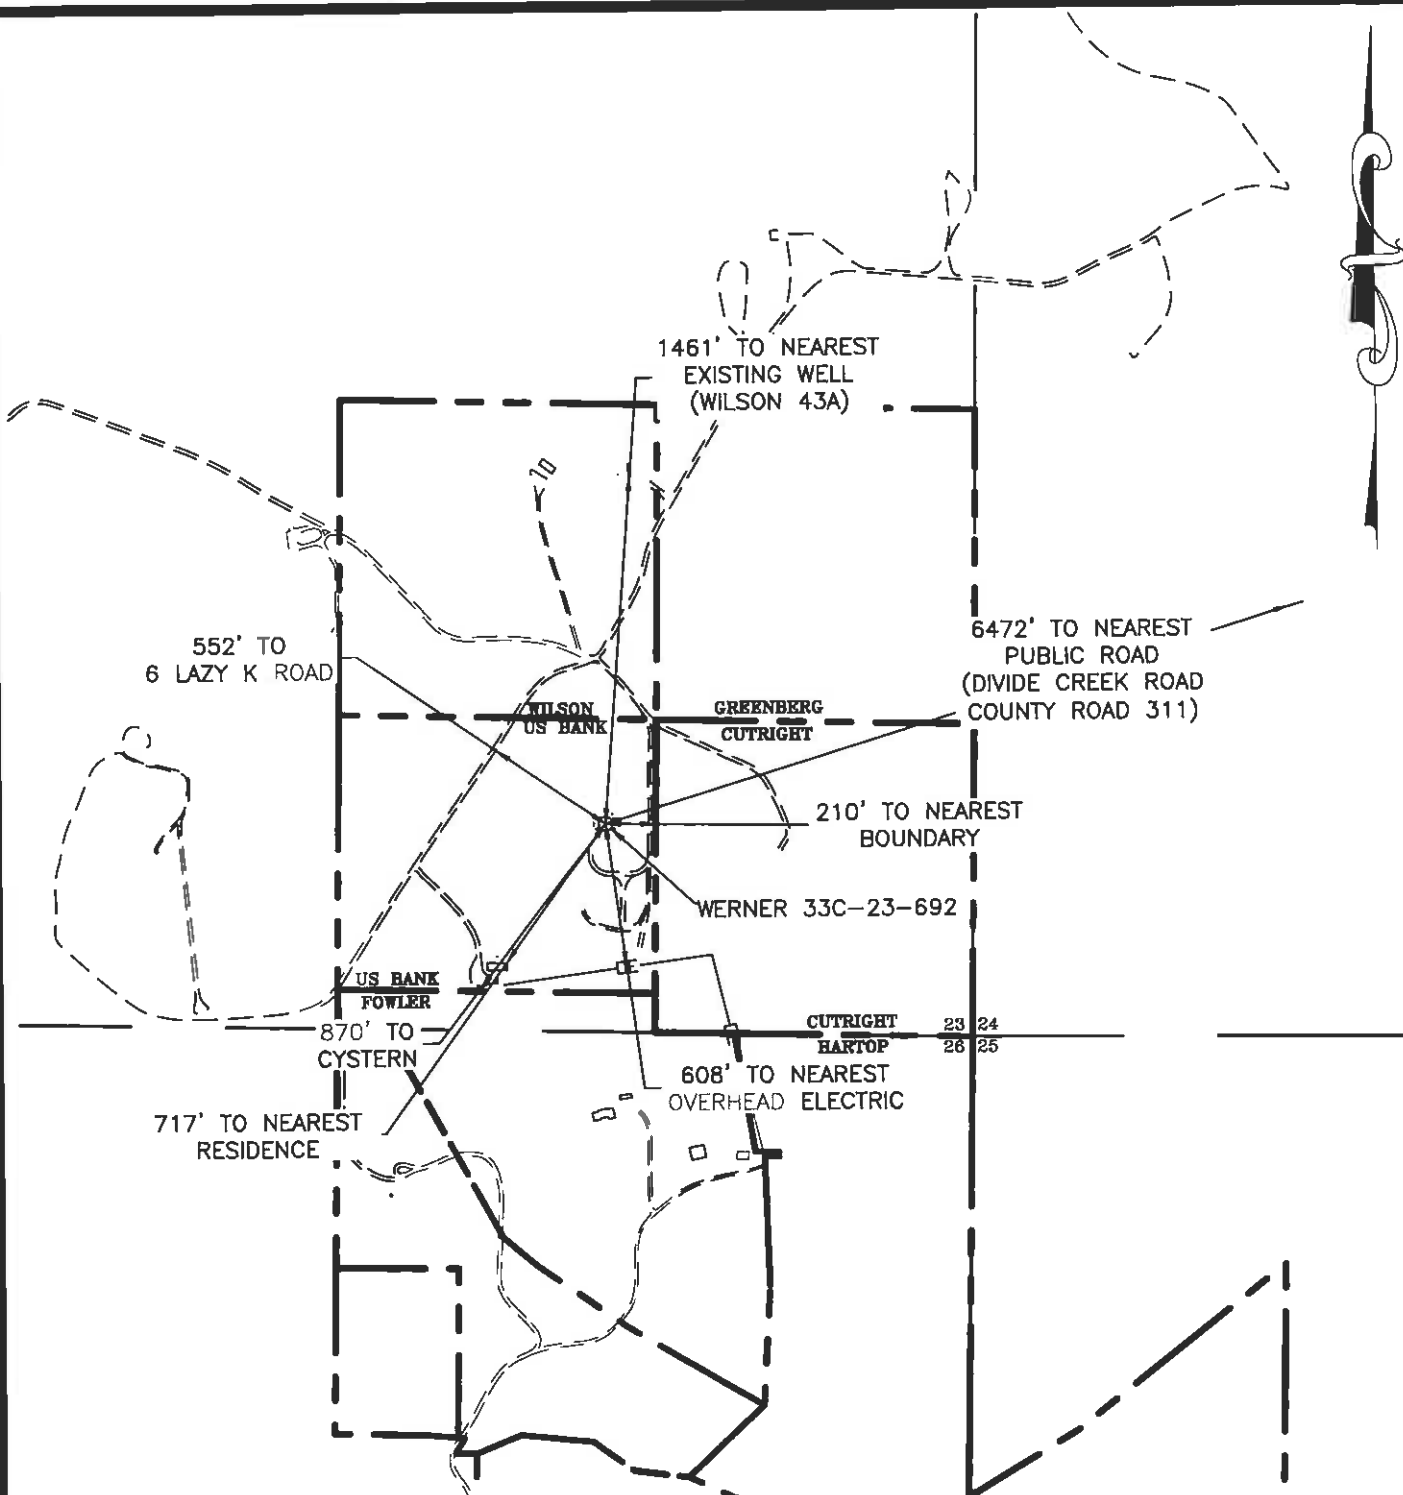 1461' TO NEAREST
EXISTING WELL
(WILSON 43A)
552' TO
6 LAZY K ROAD
6472' TO NEAREST
PUBLIC ROAD
(DIVIDE CREEK ROAD
COUNTY ROAD 311)
WILSON
US BANK
GREENBERG
CUTRIGHT
210' TO NEAREST
BOUNDARY
WERNER 33C-23-692
US BANK
FOWLER
CUTRIGHT
HARTOP
23 24
26 25
870' TO
CYSTERN
608' TO NEAREST
OVERHEAD ELECTRIC
717' TO NEAREST
RESIDENCE